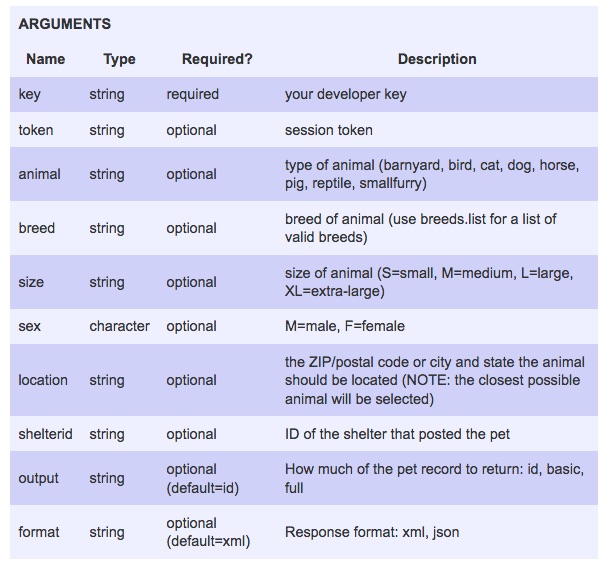 ARGUMENTS
Name Type Required? Description
key string required your developer key
token string optional session token
animal string optional type of animal (barnyard, bird, cat, dog, horse,
pig, reptile, smallfurry)
breed string optional breed of animal (use breeds.list for a list of
valid breeds)
size string optional size of animal (S=small, M=medium, L=large,
XL=extra-large)
sex character optional M=male, F=female
location string optional the ZIP/postal code or city and state the animal
should be located (NOTE: the closest possible
animal will be selected)
shelterid string optional ID of the shelter that posted the pet
output string optional
(default=id) How much of the pet record to return: id, basic,
full
format string optional
(default=xml) Response format: xml, json